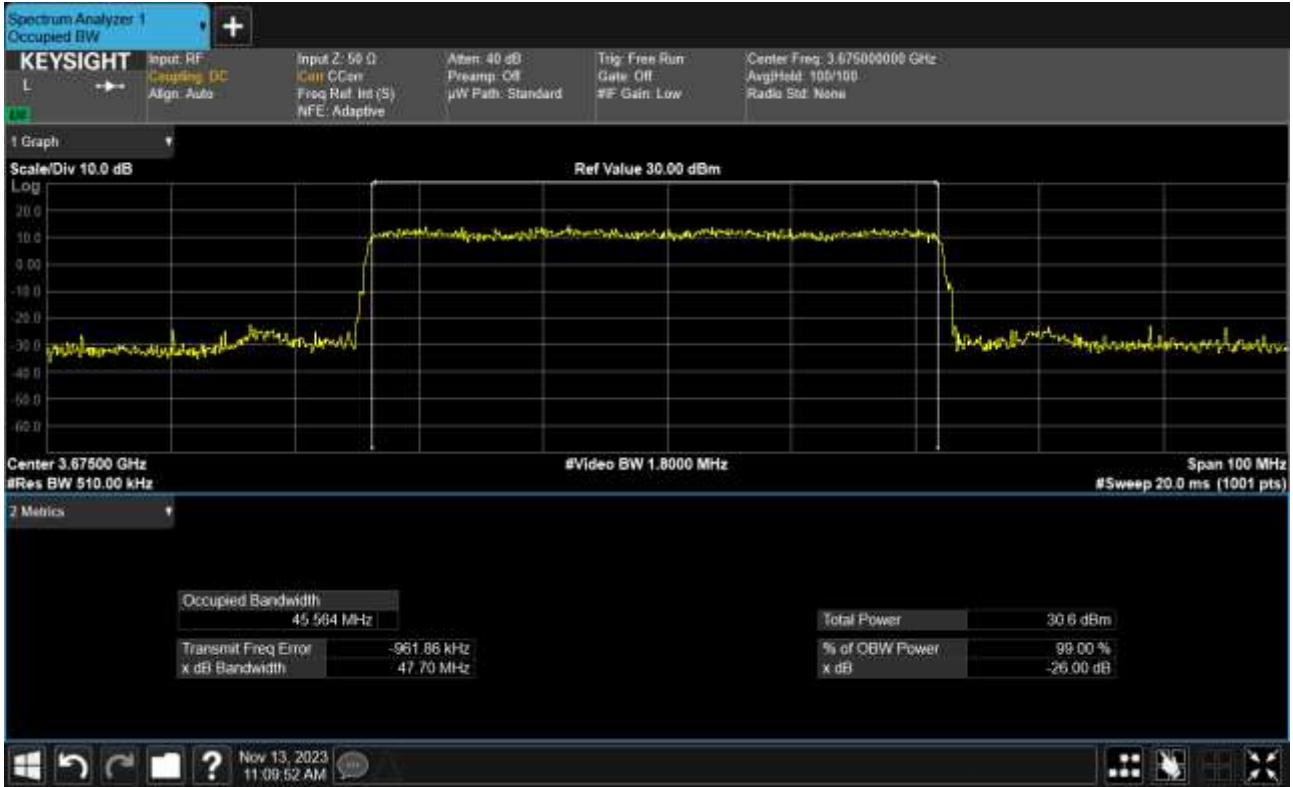 Spectrum Analyzer 1
Occupied BW
+
KEYSIGHT Input: RF Input Z: 50 Ω Atten: 40 dB Trig: Free Run Center Freq: 3.675000000 GHz
L Coupling: DC Corr CCorr Preamp: Off Gate: Off Avg|Hold: 100/100
Align: Auto Freq Ref: Int (S) µW Path: Standard #IF Gain: Low Radio Std: None
NFE: Adaptive
1 Graph
Scale/Div 10.0 dB Ref Value 30.00 dBm
Log
20.0
10.0
0.00
-10.0
-20.0
-30.0
-40.0
-50.0
-60.0
Center 3.67500 GHz #Video BW 1.8000 MHz Span 100 MHz
#Res BW 510.00 kHz #Sweep 20.0 ms (1001 pts)
2 Metrics
Occupied Bandwidth
45.564 MHz Total Power 30.6 dBm
Transmit Freq Error -961.86 kHz % of OBW Power 99.00 %
x dB Bandwidth 47.70 MHz x dB -26.00 dB
? Nov 13, 2023
11:09:52 AM